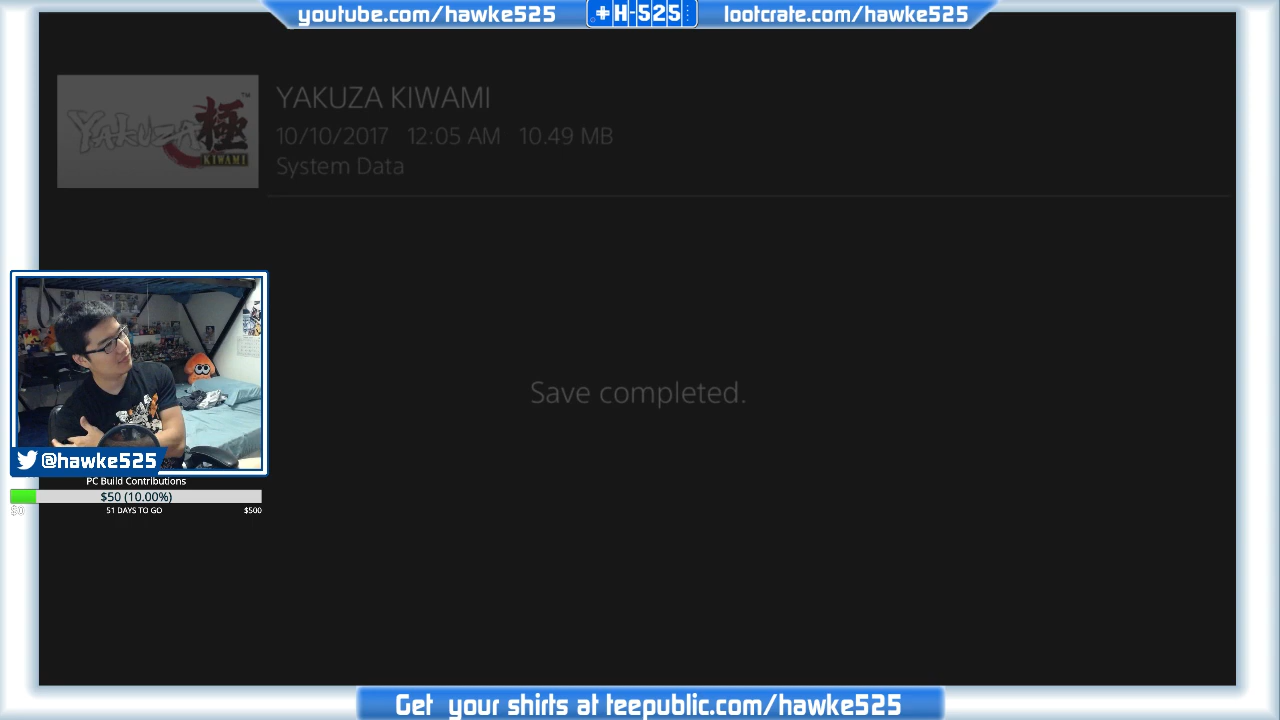 youtube.com/hawke525
H-525
lootcrate.com/hawke525
YAKUZA 極
KIWAMI
™
YAKUZA KIWAMI
10/10/2017 12:05 AM 10.49 MB
System Data
Save completed.
@hawke525
PC Build Contributions
$50 (10.00%)
$0
51 DAYS TO GO
$500
Get your shirts at teepublic.com/hawke525